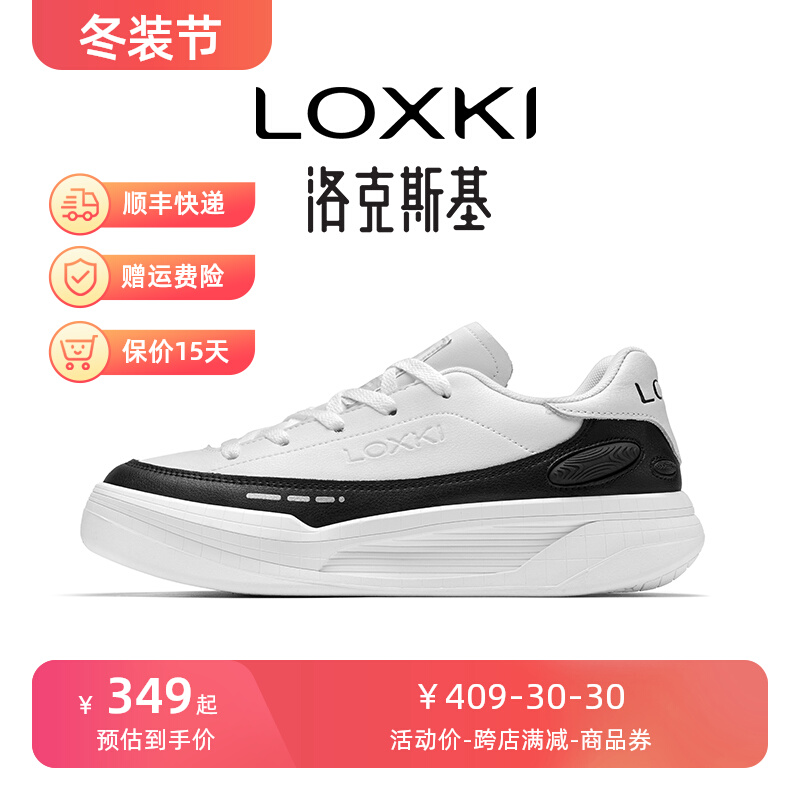 冬装节
LOXKI
洛克斯基
顺丰快递
赠运费险
保价15天
LOXKI
¥ 349起
预估到手价
¥409-30-30
活动价-跨店满减-商品券